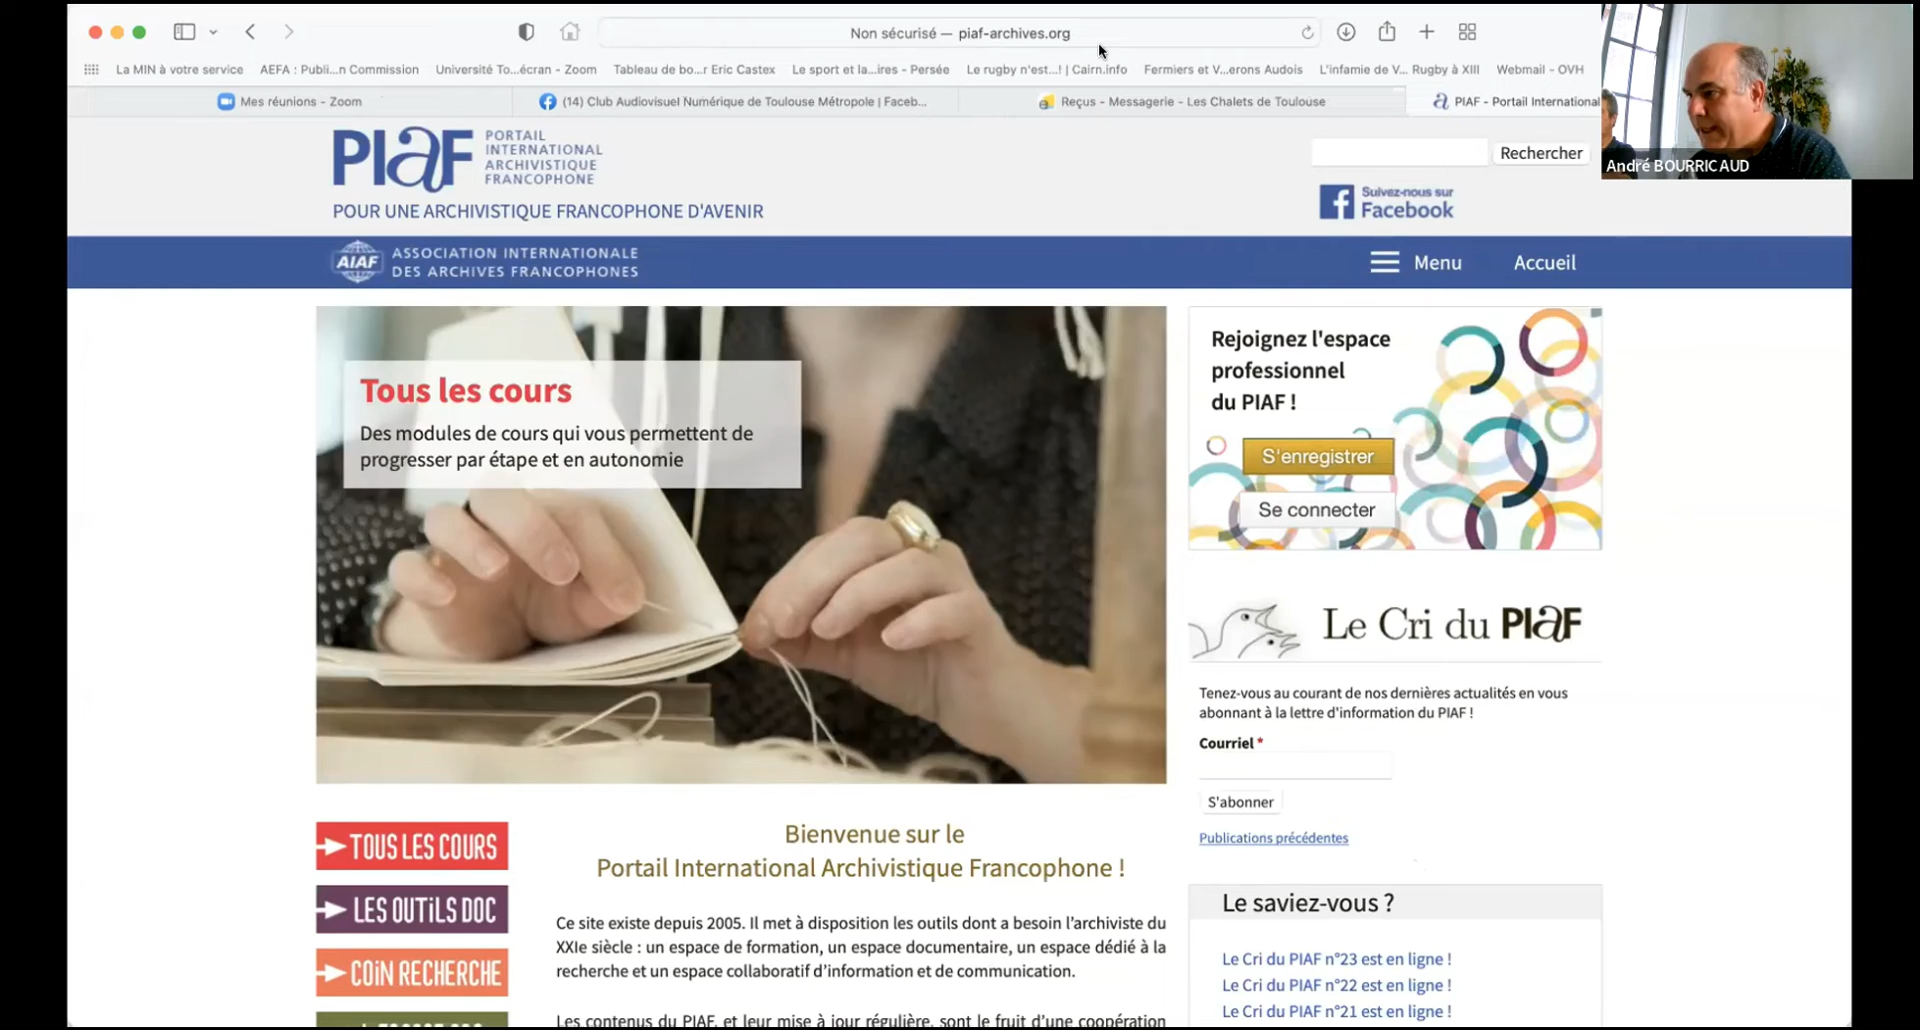 Non sécurisé — piaf-archives.org
La MIN à votre service
AEFA : Publi...n Commission
Université To...écran - Zoom
Tableau de bo...r Eric Castex
Le sport et la...ires - Persée
Le rugby n'est...! | Cairn.info
Fermiers et V...erons Audois
L'infamie de V... Rugby à XIII
Webmail - OVH
Mes réunions - Zoom
(14) Club Audiovisuel Numérique de Toulouse Métropole | Faceb...
Reçus - Messagerie - Les Chalets de Toulouse
PIAF - Portail International
André BOURRICAUD
PIAF
PORTAIL
INTERNATIONAL
ARCHIVISTIQUE
FRANCOPHONE
POUR UNE ARCHIVISTIQUE FRANCOPHONE D'AVENIR
Rechercher
Suivez-nous sur
Facebook
AIAF
ASSOCIATION INTERNATIONALE
DES ARCHIVES FRANCOPHONES
Menu
Accueil
Tous les cours
Des modules de cours qui vous permettent de
progresser par étape et en autonomie
Rejoignez l'espace
professionnel
du PIAF !
S'enregistrer
Se connecter
Le Cri du PIAF
Tenez-vous au courant de nos dernières actualités en vous
abonnant à la lettre d'information du PIAF !
Courriel *
S'abonner
Publications précédentes
TOUS LES COURS
LES OUTILS DOC
COIN RECHERCHE
Bienvenue sur le
Portail International Archivistique Francophone !
Ce site existe depuis 2005. Il met à disposition les outils dont a besoin l'archiviste du
XXIe siècle : un espace de formation, un espace documentaire, un espace dédié à la
recherche et un espace collaboratif d'information et de communication.
Les contenus du PIAF, et leur mise à jour régulière, sont le fruit d'une coopération
Le saviez-vous ?
Le Cri du PIAF n°23 est en ligne !
Le Cri du PIAF n°22 est en ligne !
Le Cri du PIAF n°21 est en ligne !